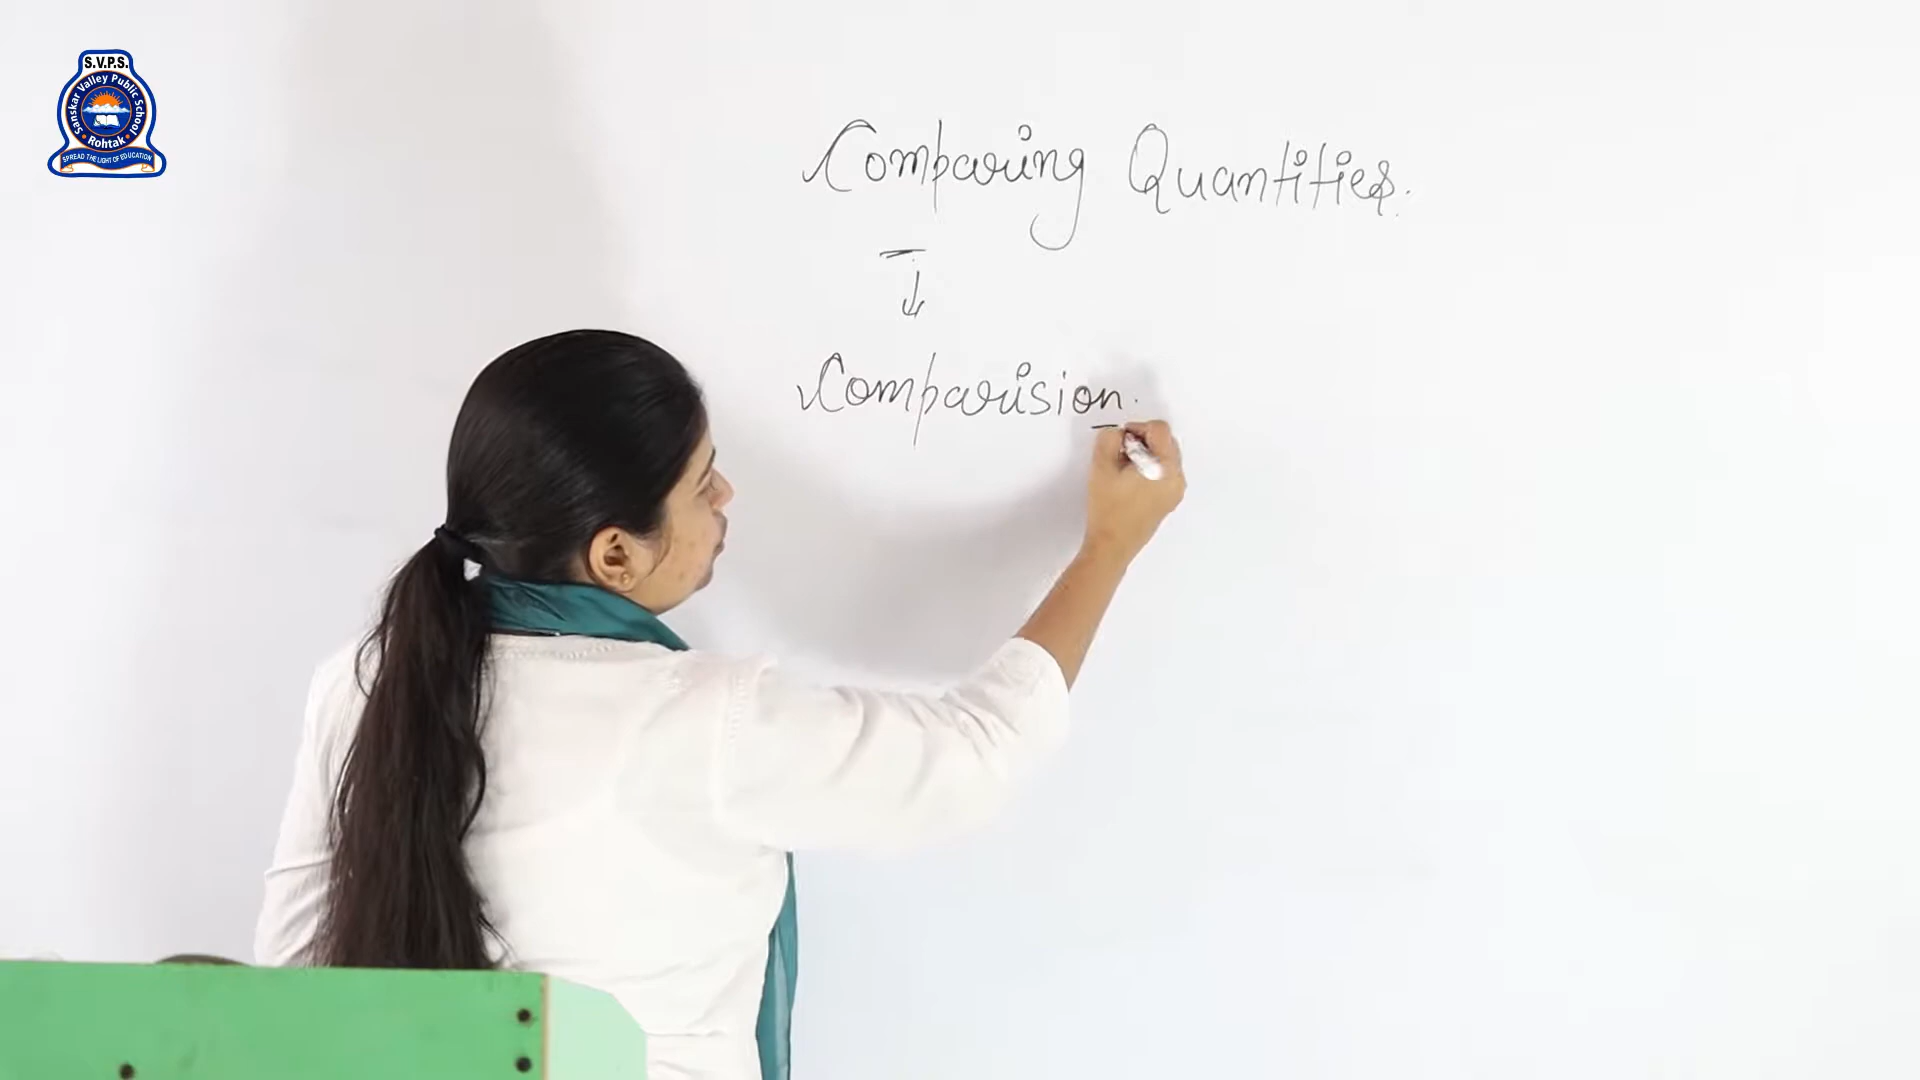 S.V.P.S.
Sanskar Valley Public School
Rohtak
SPREAD THE LIGHT OF EDUCATION
Comparing Quantities.
Comparision.